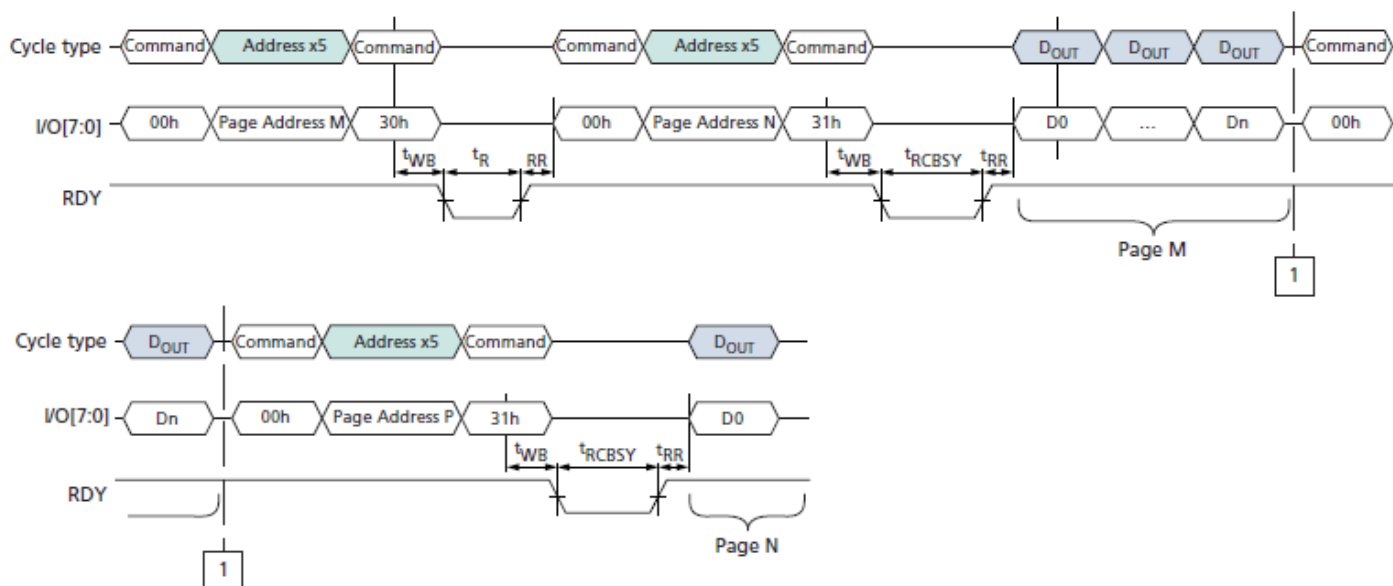 Cycle type Command Address x5 Command Command Address x5 Command DOUT DOUT DOUT Command
I/O[7:0] 00h Page Address M 30h 00h Page Address N 31h D0 ... Dn 00h
tWB tR RR tWB tRCBSY tRR
RDY
Page M
1
Cycle type DOUT Command Address x5 Command DOUT
I/O[7:0] Dn 00h Page Address P 31h D0
tWB tRCBSY tRR
RDY
Page N
1